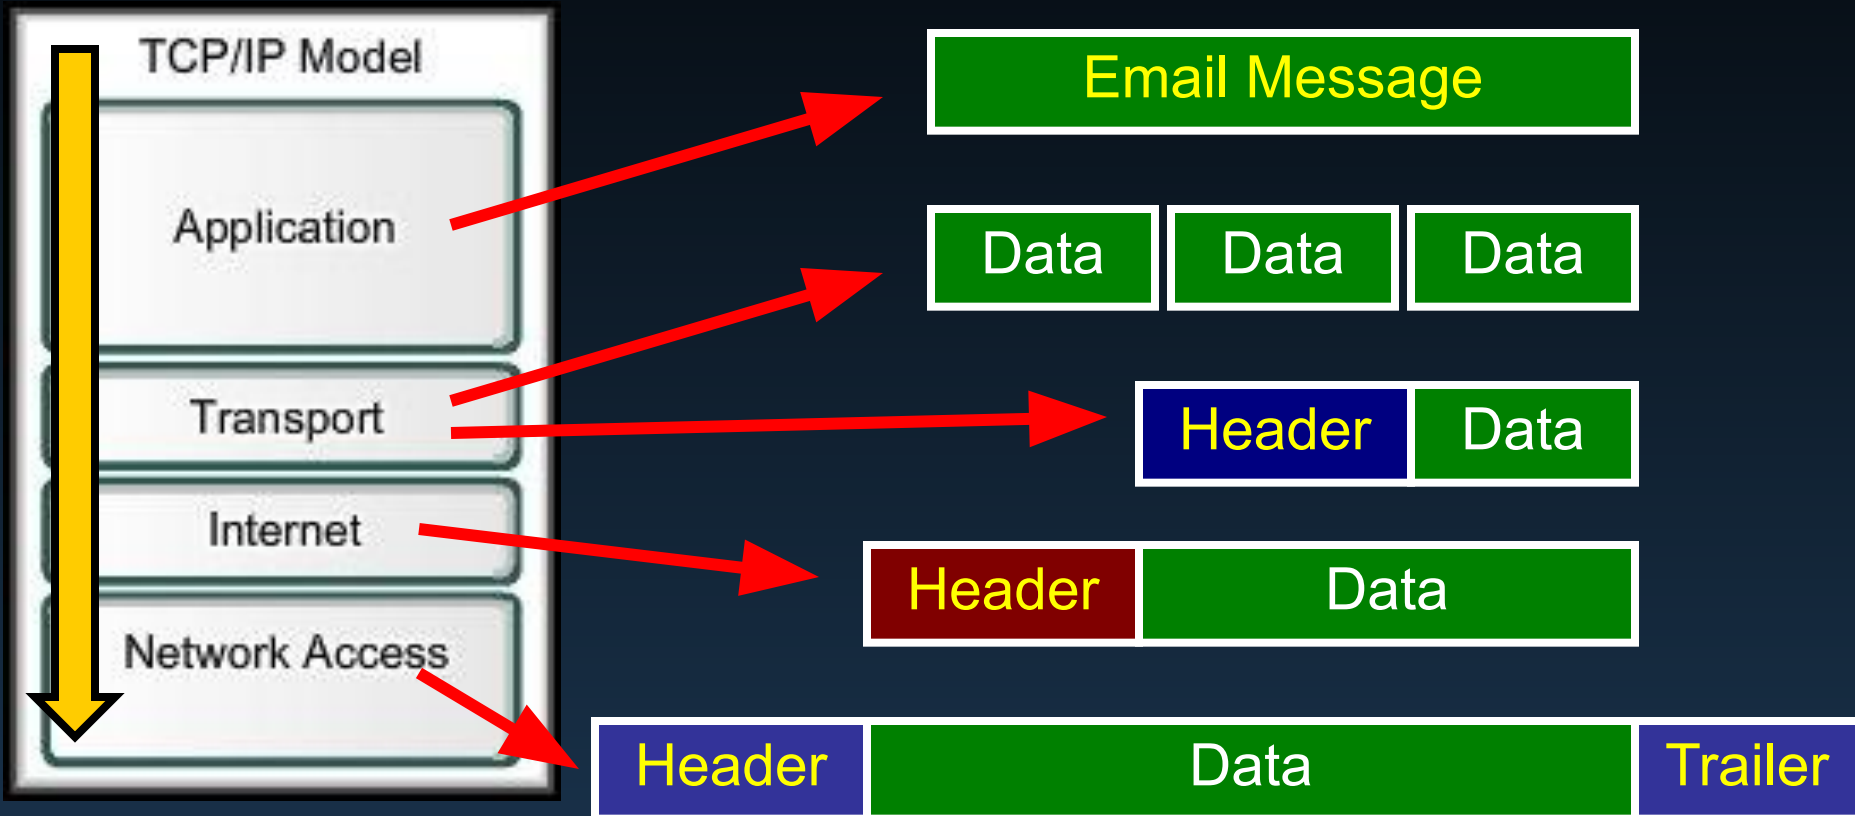 TCP/IP Model
Application
Transport
Internet
Network Access
Email Message
Data Data Data
Header Data
Header Data
Header Data Trailer